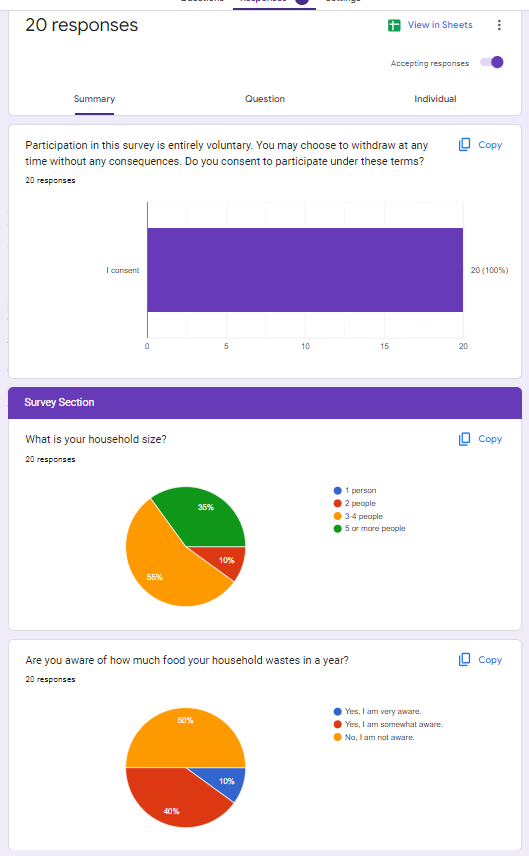 20 responses
View in Sheets
Accepting responses
Summary
Question
Individual
Participation in this survey is entirely voluntary. You may choose to withdraw at any
time without any consequences. Do you consent to participate under these terms?
Copy
20 responses
I consent
20 (100%)
0
5
10
15
20
Survey Section
What is your household size?
Copy
20 responses
35%
10%
55%
1 person
2 people
3-4 people
5 or more people
Are you aware of how much food your household wastes in a year?
Copy
20 responses
50%
10%
40%
Yes, I am very aware.
Yes, I am somewhat aware.
No, I am not aware.